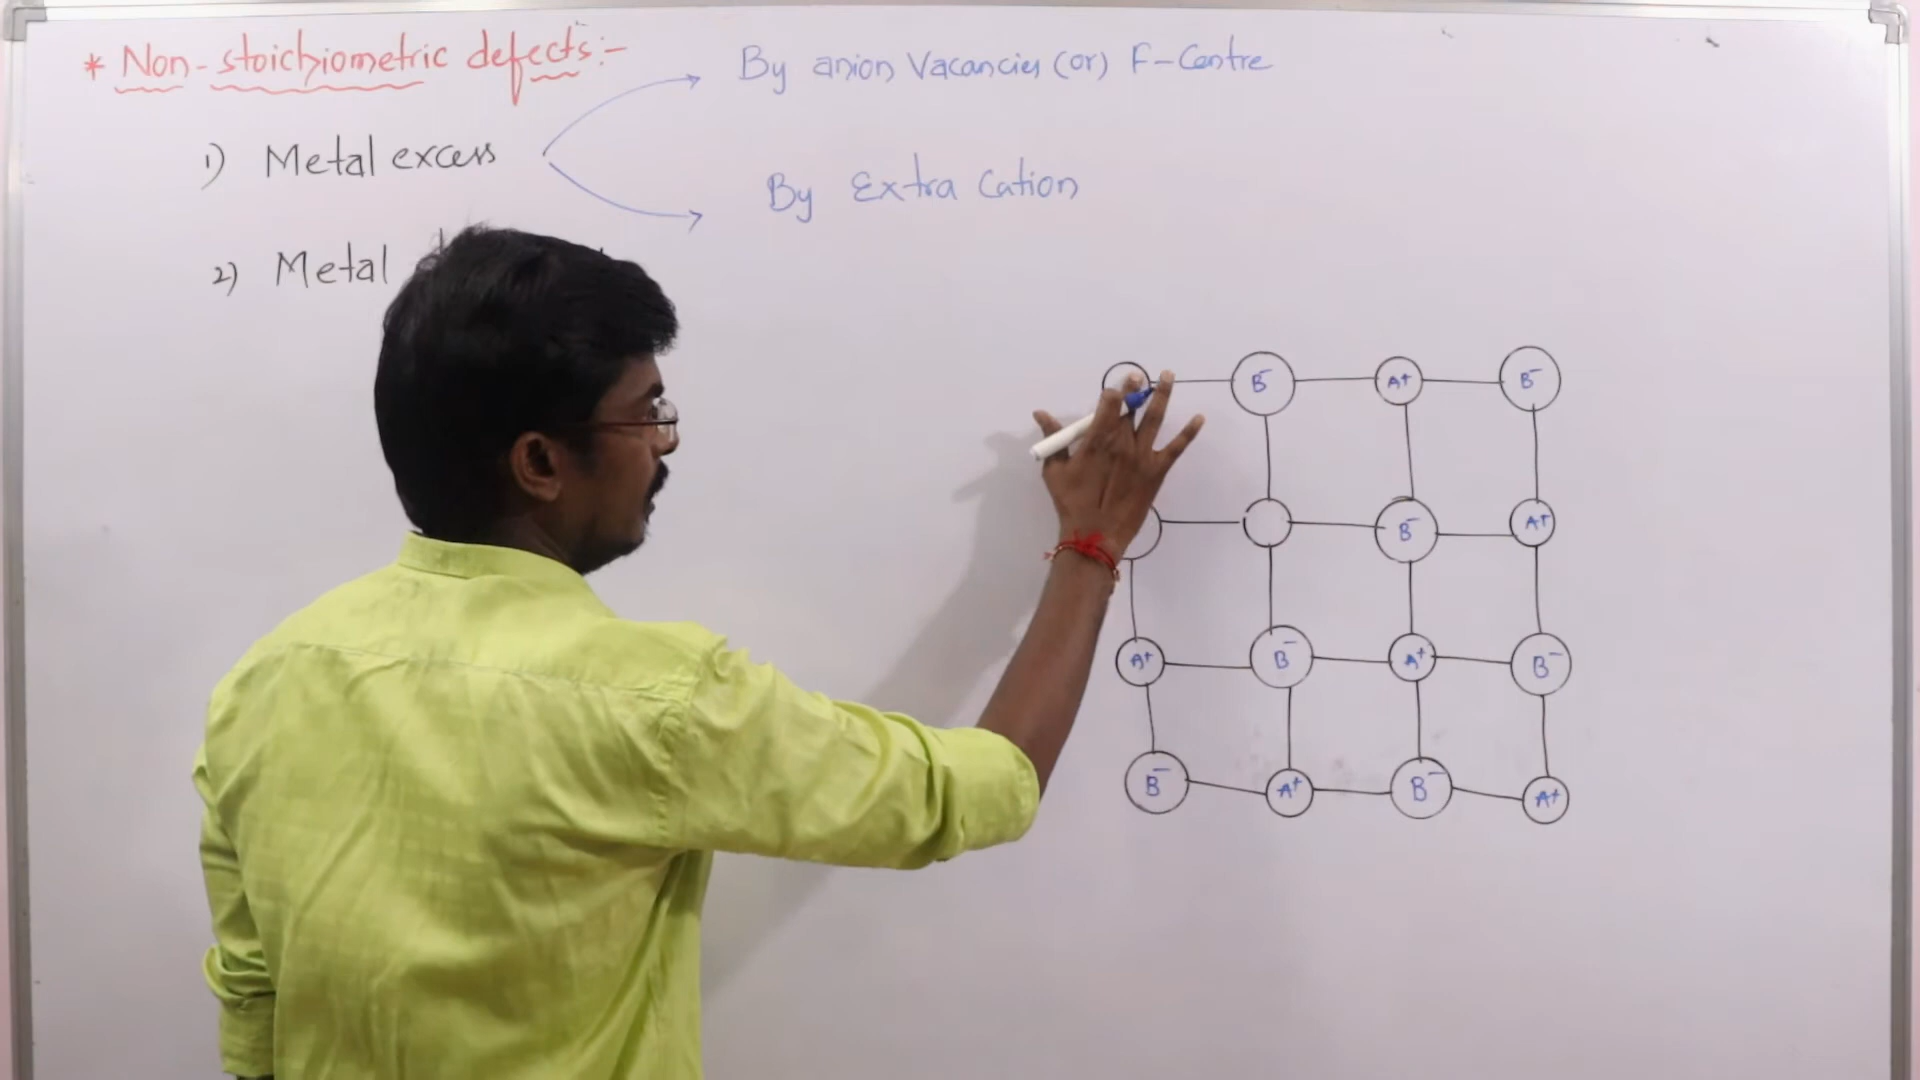 * Non-stoichiometric defects:-
By anion Vacancies (or) F-Centre
1) Metal excess
By Extra Cation
2) Metal
B⁻ A⁺ B⁻
B⁻ A⁺
A⁺ B⁻ A⁺ B⁻
B⁻ A⁺ B⁻ A⁺